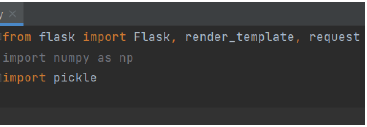 from flask import Flask, render_template, request
import numpy as np
import pickle